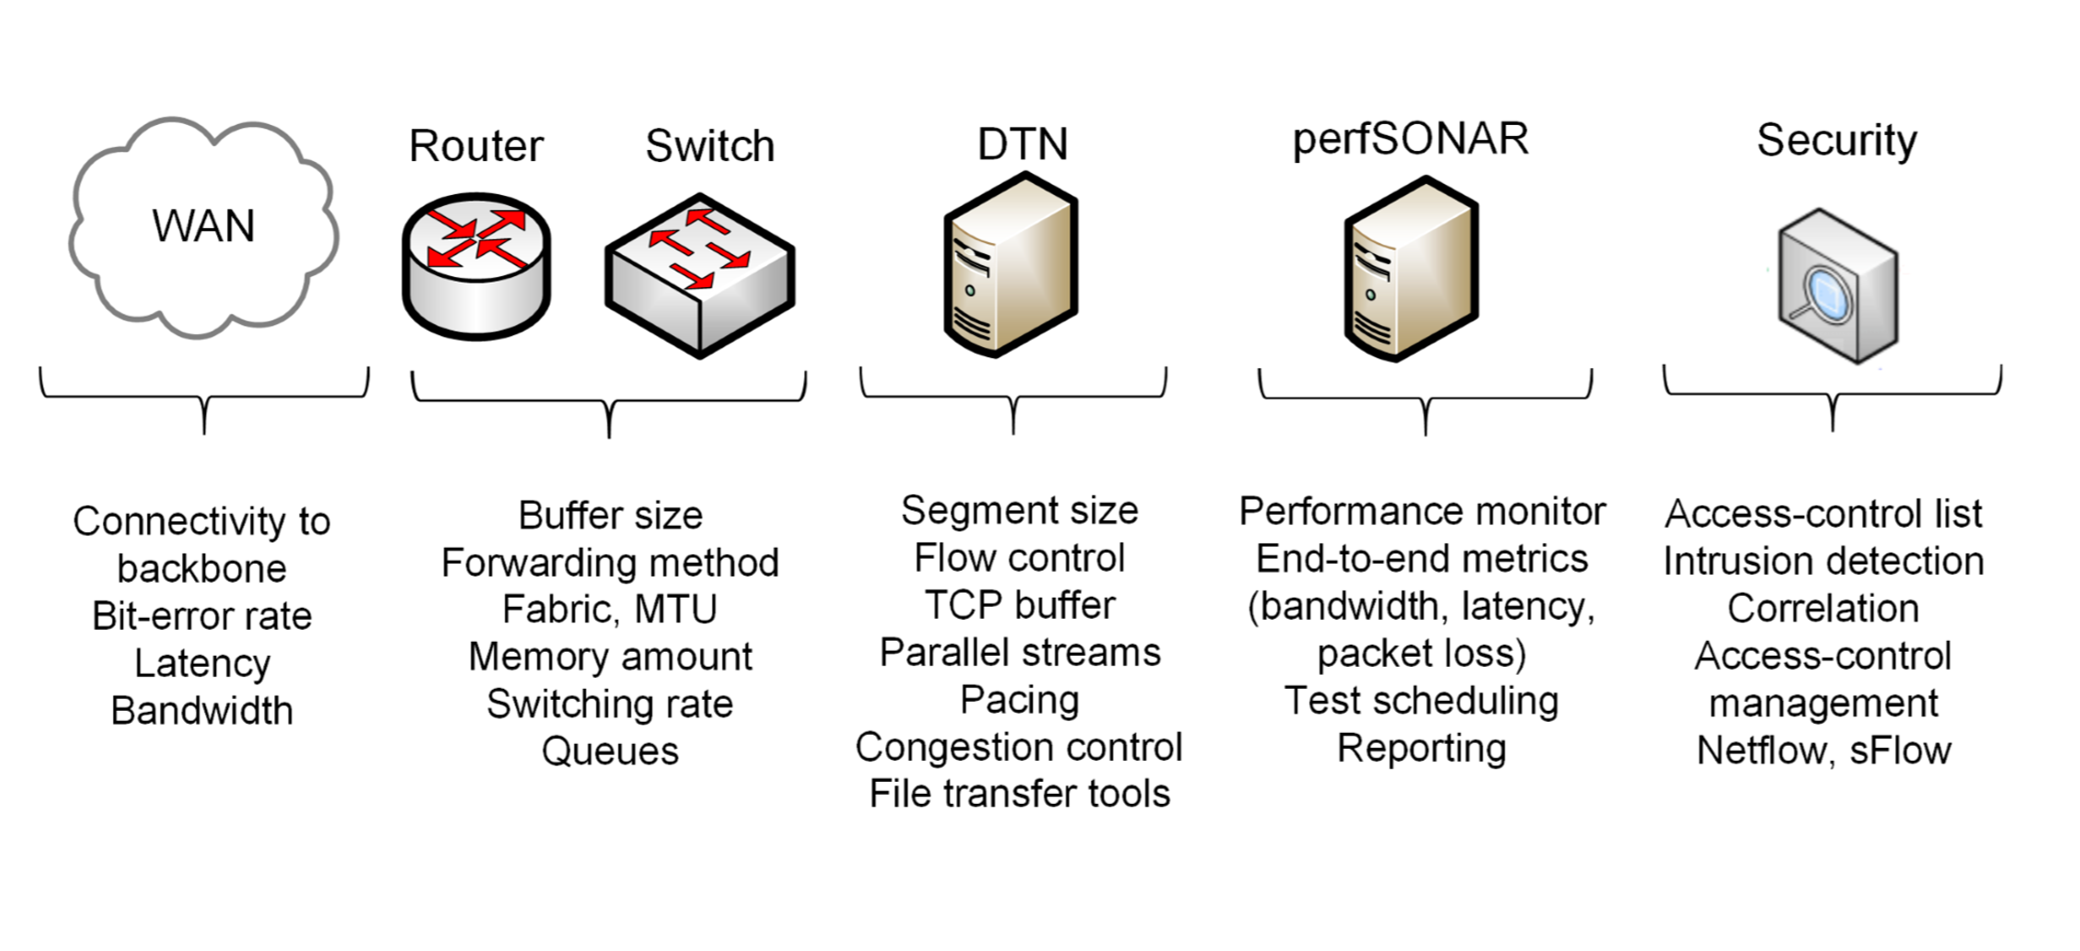 WAN
Router
Switch
DTN
perfSONAR
Security
Connectivity to
backbone
Bit-error rate
Latency
Bandwidth
Buffer size
Forwarding method
Fabric, MTU
Memory amount
Switching rate
Queues
Segment size
Flow control
TCP buffer
Parallel streams
Pacing
Congestion control
File transfer tools
Performance monitor
End-to-end metrics
(bandwidth, latency,
packet loss)
Test scheduling
Reporting
Access-control list
Intrusion detection
Correlation
Access-control
management
Netflow, sFlow